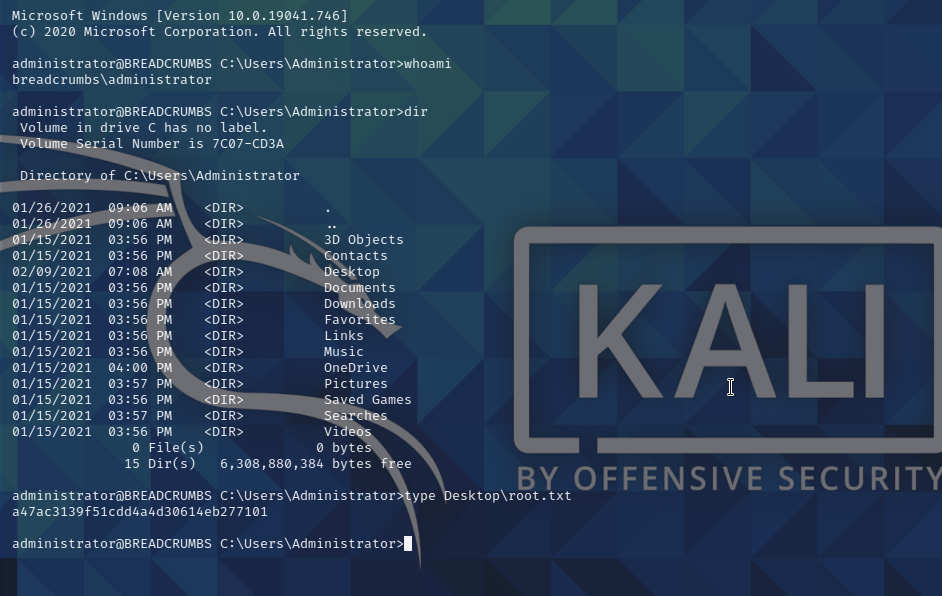 Microsoft Windows [Version 10.0.19041.746]
(c) 2020 Microsoft Corporation. All rights reserved.
administrator@BREADCRUMBS C:\Users\Administrator>whoami
breadcrumbs\administrator
administrator@BREADCRUMBS C:\Users\Administrator>dir
Volume in drive C has no label.
Volume Serial Number is 7C07-CD3A
Directory of C:\Users\Administrator
01/26/2021  09:06 AM    <DIR>          .
01/26/2021  09:06 AM    <DIR>          ..
01/15/2021  03:56 PM    <DIR>          3D Objects
01/15/2021  03:56 PM    <DIR>          Contacts
02/09/2021  07:08 AM    <DIR>          Desktop
01/15/2021  03:56 PM    <DIR>          Documents
01/15/2021  03:56 PM    <DIR>          Downloads
01/15/2021  03:56 PM    <DIR>          Favorites
01/15/2021  03:56 PM    <DIR>          Links
01/15/2021  03:56 PM    <DIR>          Music
01/15/2021  04:00 PM    <DIR>          OneDrive
01/15/2021  03:57 PM    <DIR>          Pictures
01/15/2021  03:56 PM    <DIR>          Saved Games
01/15/2021  03:57 PM    <DIR>          Searches
01/15/2021  03:56 PM    <DIR>          Videos
0 File(s)              0 bytes
15 Dir(s)   6,308,880,384 bytes free
administrator@BREADCRUMBS C:\Users\Administrator>type Desktop\root.txt
a47ac3139f51cdd4a4d30614eb277101
administrator@BREADCRUMBS C:\Users\Administrator>
KALI
BY OFFENSIVE SECURITY